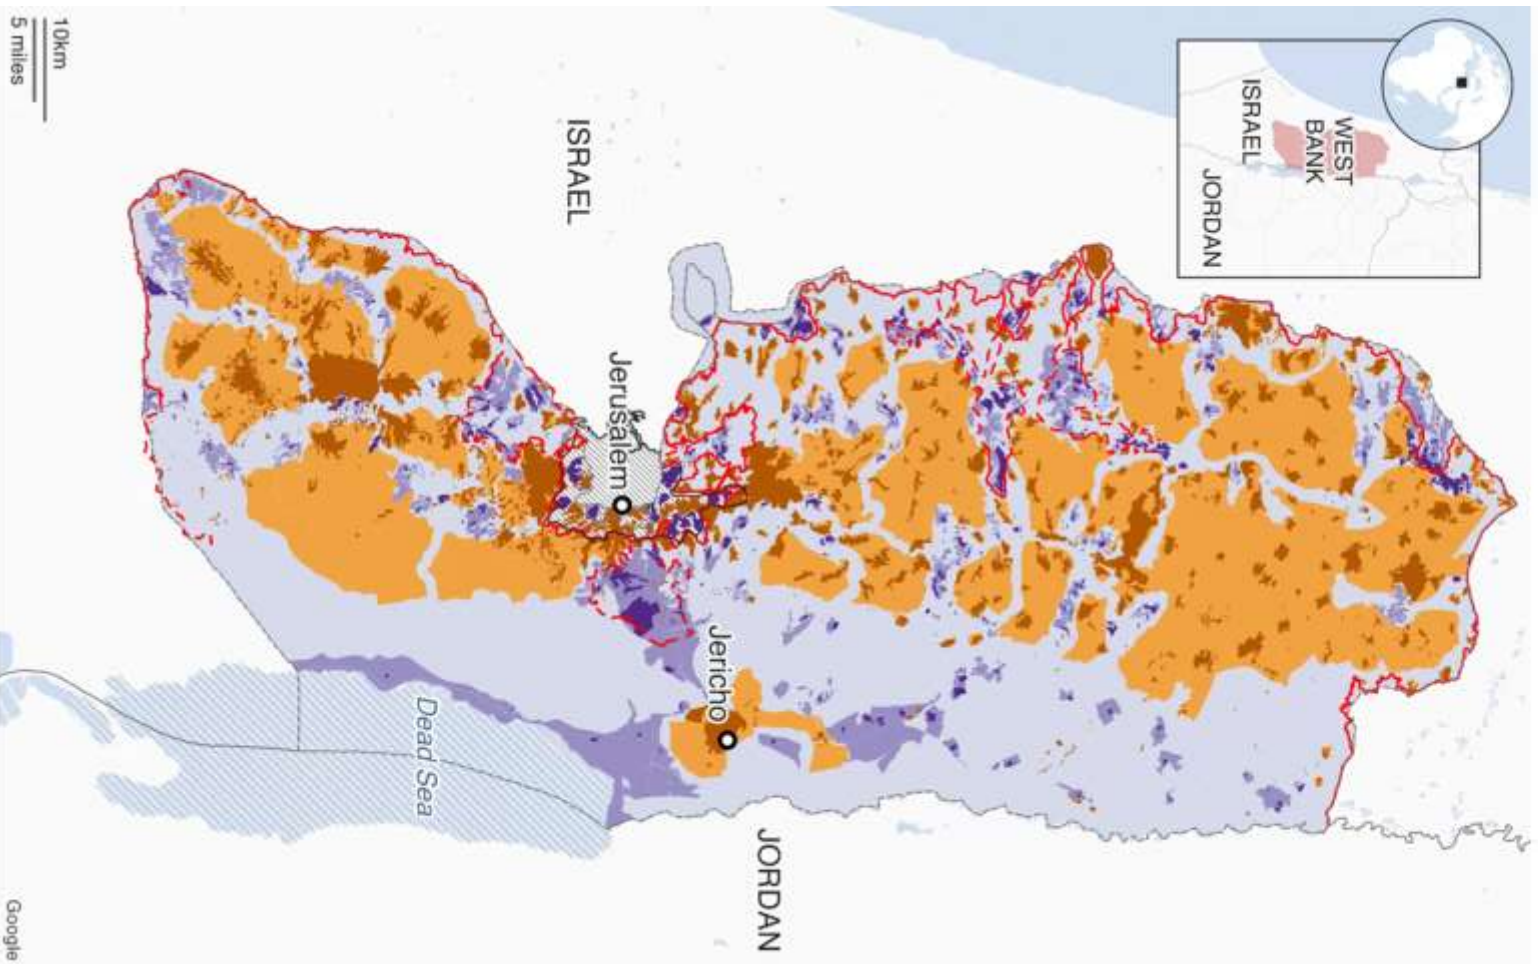 WEST
BANK
ISRAEL
JORDAN
ISRAEL
Jerusalem
Jericho
Dead Sea
JORDAN
10km
5 miles
Google